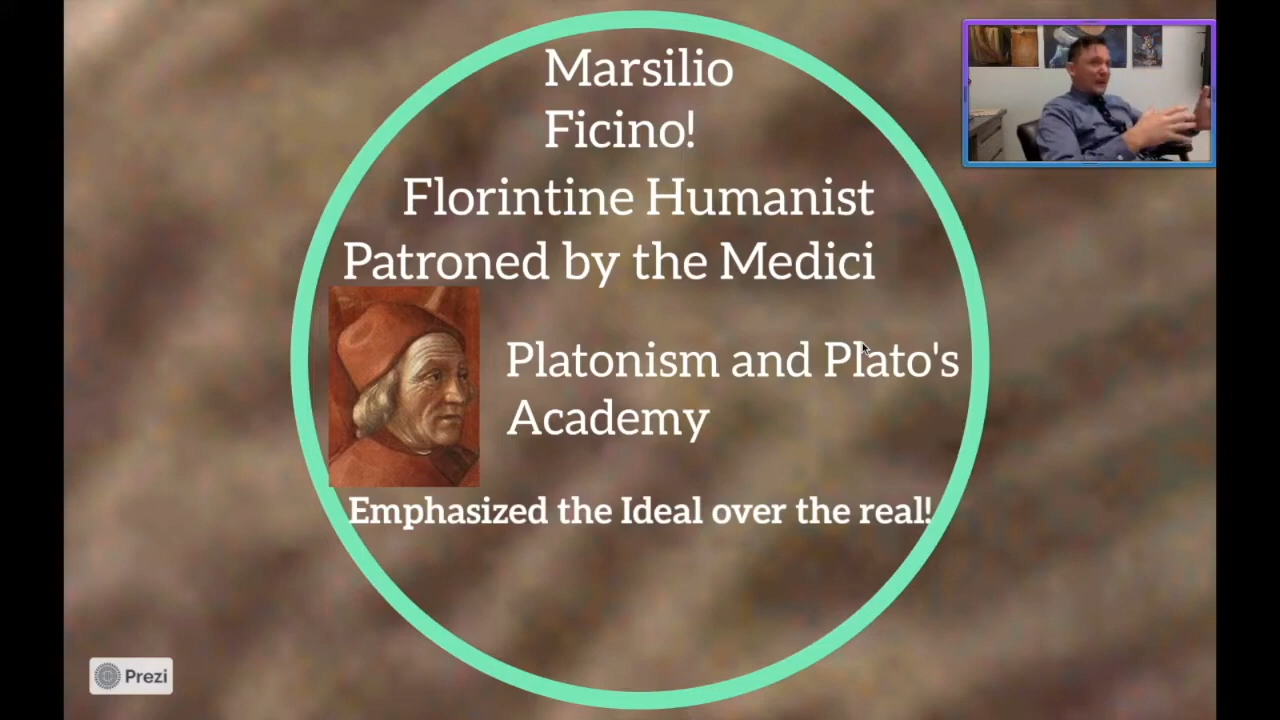 Marsilio
Ficino!
Florintine Humanist
Patroned by the Medici
Platonism and Plato's
Academy
Emphasized the Ideal over the real!
Prezi